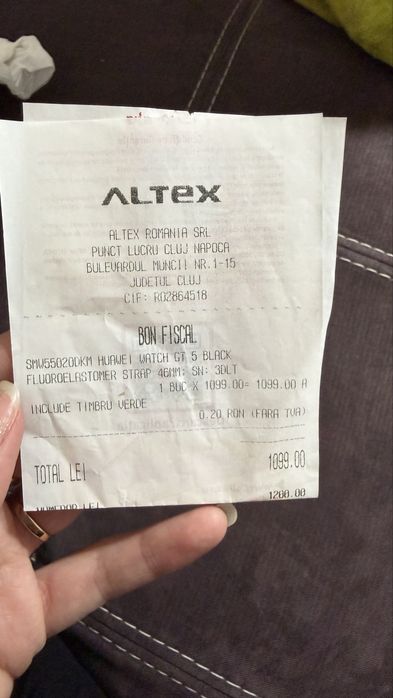 ALTEX
ALTEX ROMANIA SRL
PUNCT LUCRU CLUJ NAPOCA
BULEVARDUL MUNCII NR.1-15
JUDETUL CLUJ
CIF: RO2864518
BON FISCAL
SMW55020DKM HUAWEI WATCH GT 5 BLACK
FLUOROELASTOMER STRAP 46MM; SN: 3DLT
1 BUC X 1099.00= 1099.00 A
INCLUDE TIMBRU VERDE
0.20 RON (FARA TVA)
TOTAL LEI 1099.00
NUMERAR LEI 1200.00